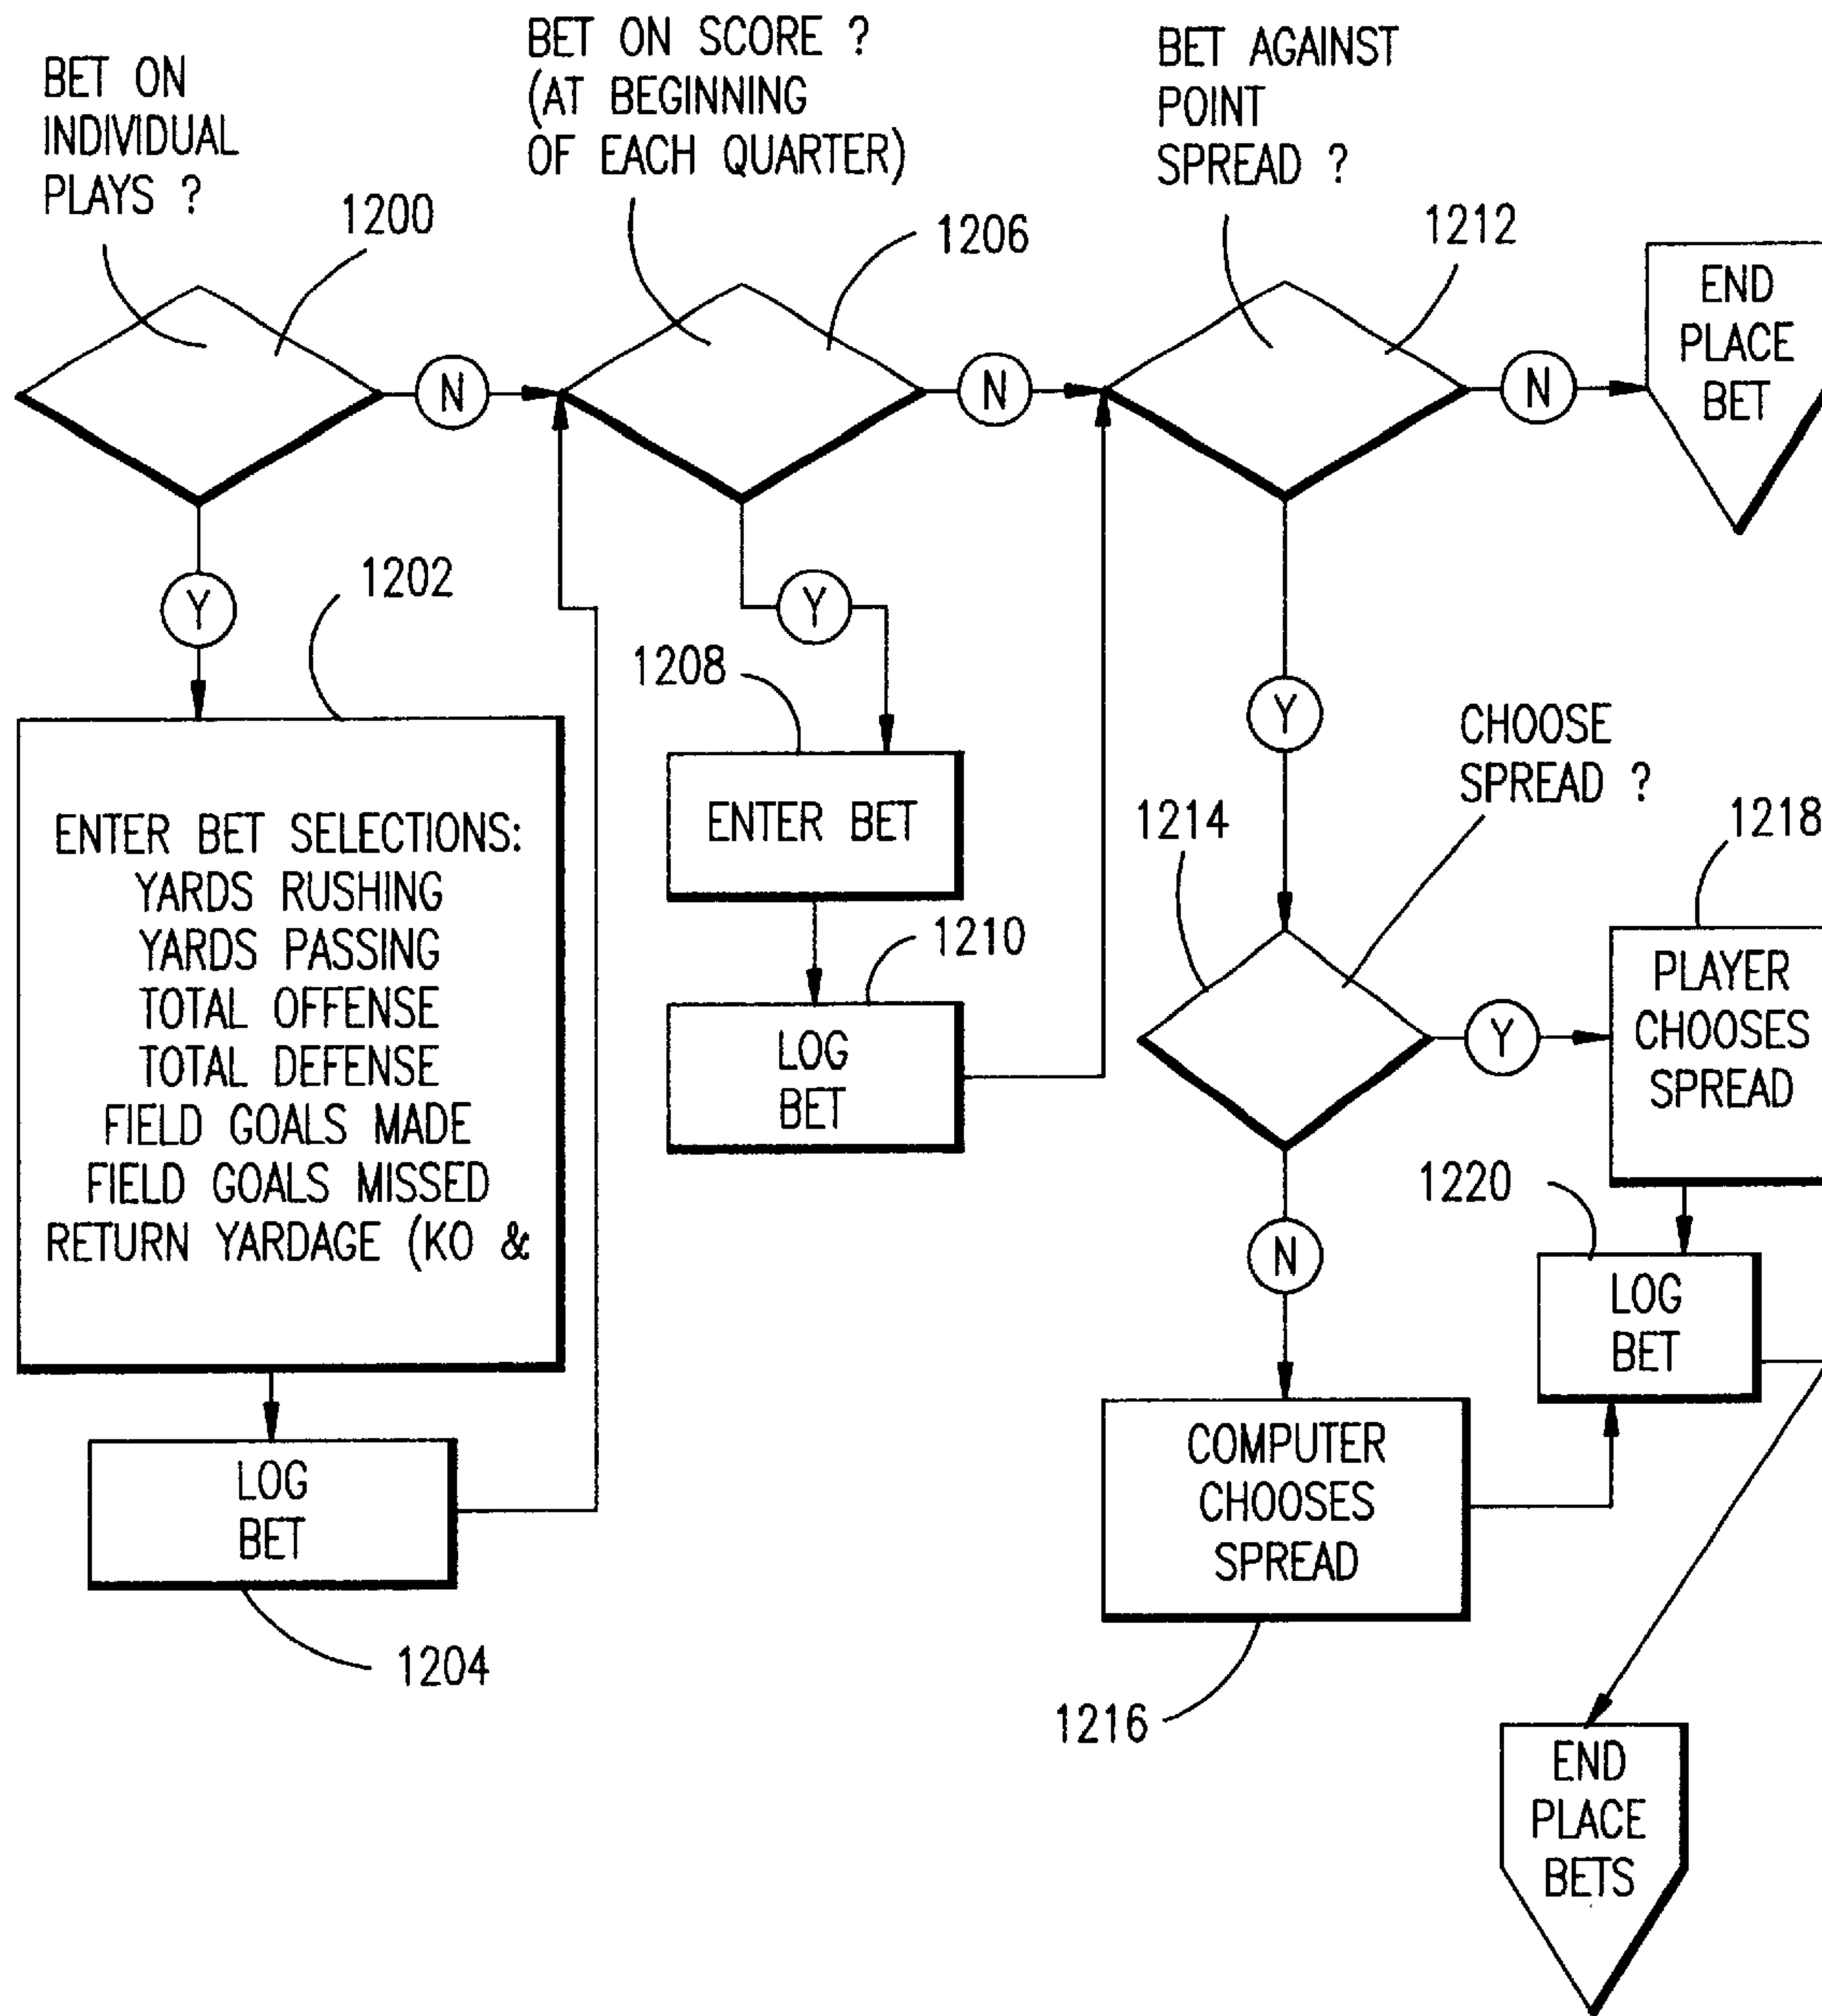 BET ON
INDIVIDUAL
PLAYS ?
1200
BET ON SCORE ?
(AT BEGINNING
OF EACH QUARTER)
1206
BET AGAINST
POINT
SPREAD ?
1212
N
N
N
END
PLACE
BET
Y
1202
ENTER BET SELECTIONS:
YARDS RUSHING
YARDS PASSING
TOTAL OFFENSE
TOTAL DEFENSE
FIELD GOALS MADE
FIELD GOALS MISSED
RETURN YARDAGE (KO &
LOG
BET
1204
Y
1208
ENTER BET
1210
LOG
BET
Y
CHOOSE
SPREAD ?
1214
Y
1218
PLAYER
CHOOSES
SPREAD
N
1220
LOG
BET
COMPUTER
CHOOSES
SPREAD
1216
END
PLACE
BETS